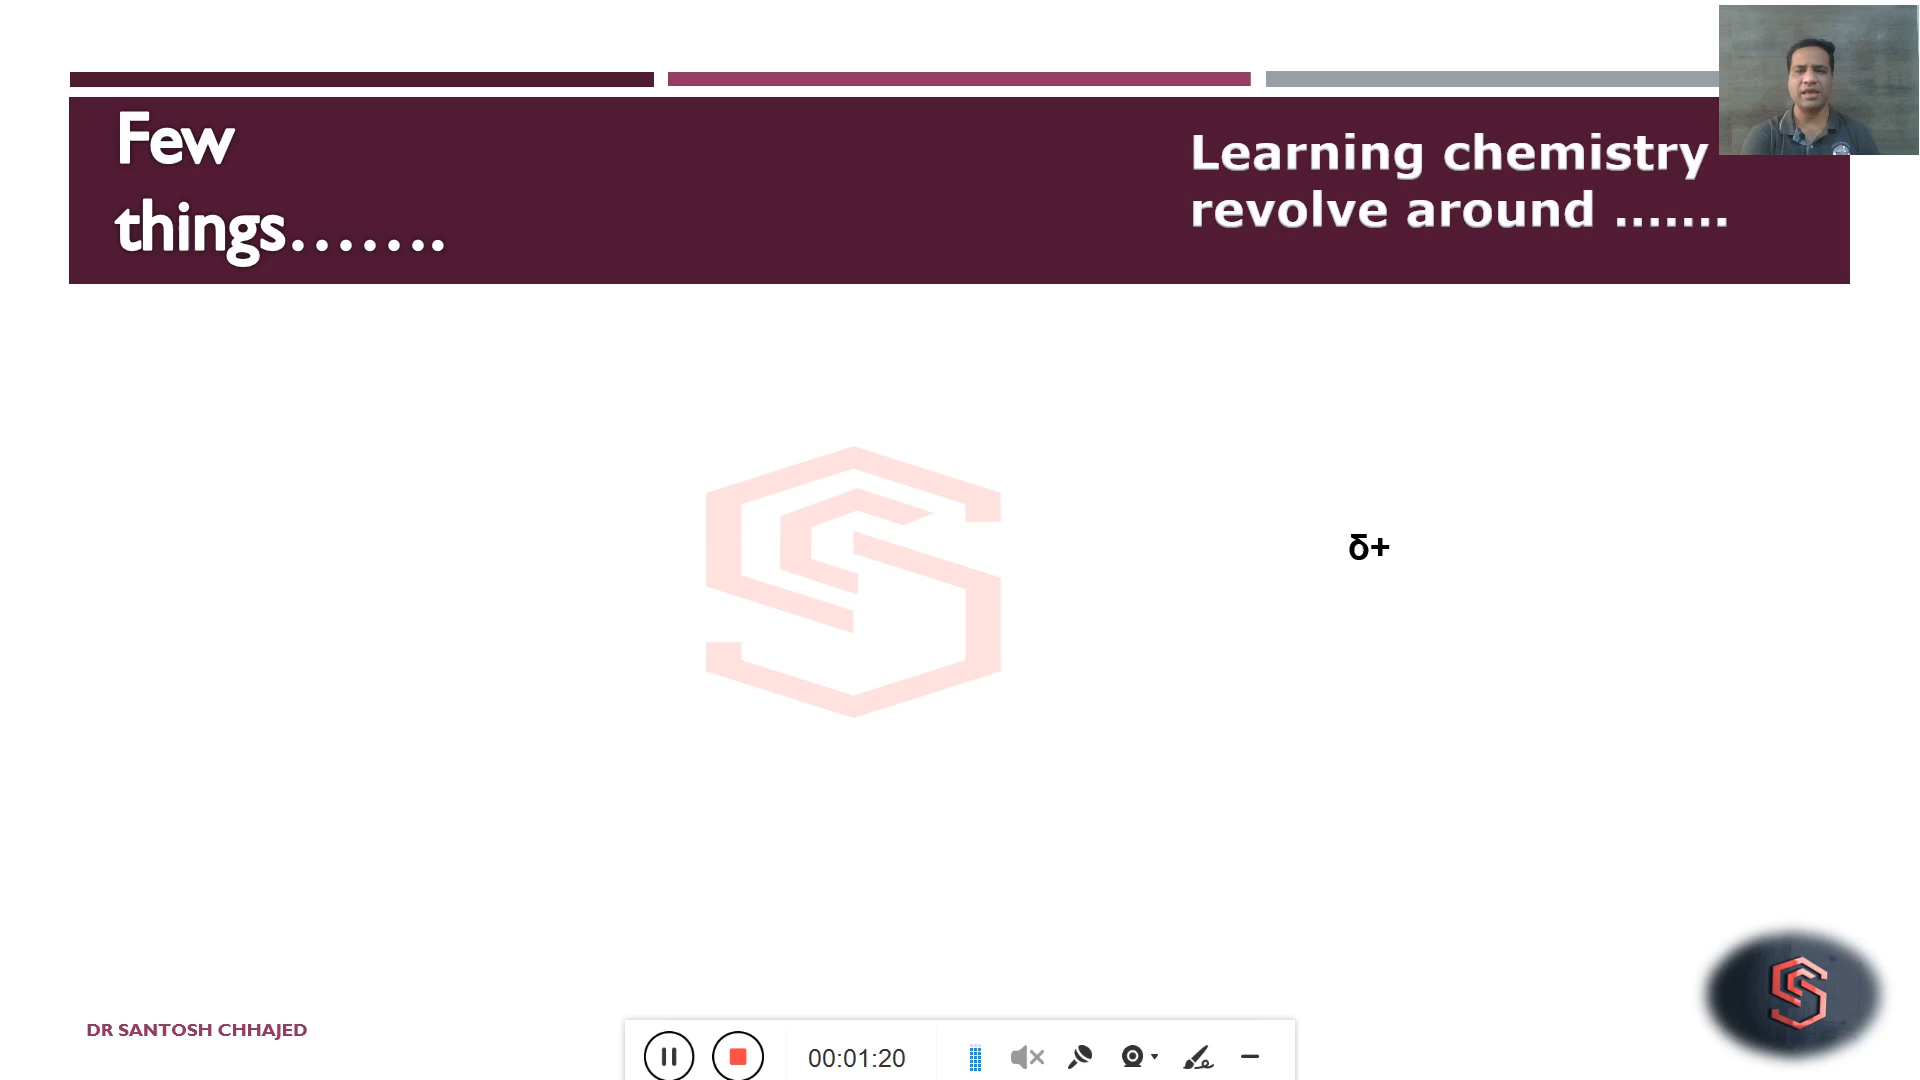 Few
things…….
Learning chemistry
revolve around …….
δ+
DR SANTOSH CHHAJED
00:01:20